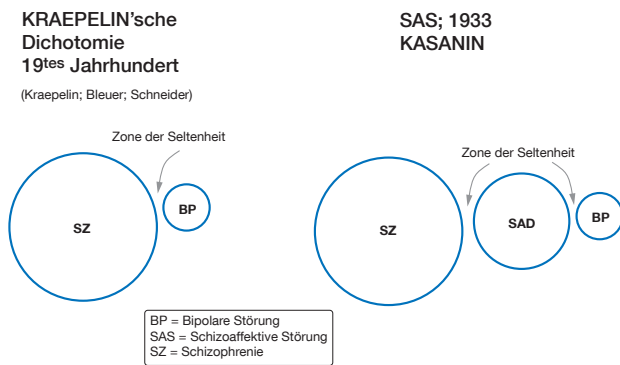 KRAEPELIN'sche
Dichotomie
19tes Jahrhundert
(Kraepelin; Bleuer; Schneider)
Zone der Seltenheit
SZ
BP
SAS; 1933
KASANIN
Zone der Seltenheit
SZ
SAD
BP
BP = Bipolare Störung
SAS = Schizoaffektive Störung
SZ = Schizophrenie